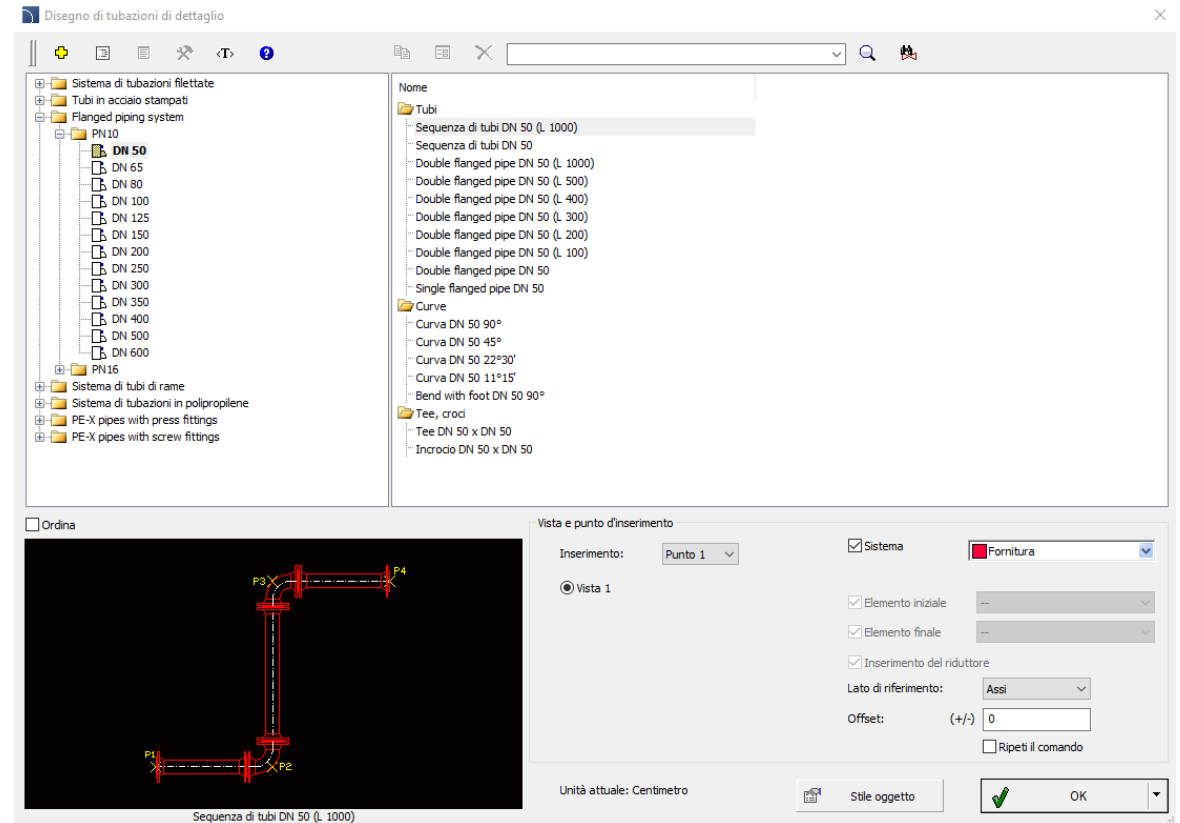 Disegno di tubazioni di dettaglio
<T>
Sistema di tubazioni filettate
Tubi in acciaio stampati
Flanged piping system
PN10
DN 50
DN 65
DN 80
DN 100
DN 125
DN 150
DN 200
DN 250
DN 300
DN 350
DN 400
DN 500
DN 600
PN16
Sistema di tubi di rame
Sistema di tubazioni in polipropilene
PE-X pipes with press fittings
PE-X pipes with screw fittings
Nome
Tubi
Sequenza di tubi DN 50 (L 1000)
Sequenza di tubi DN 50
Double flanged pipe DN 50 (L 1000)
Double flanged pipe DN 50 (L 500)
Double flanged pipe DN 50 (L 400)
Double flanged pipe DN 50 (L 300)
Double flanged pipe DN 50 (L 200)
Double flanged pipe DN 50 (L 100)
Double flanged pipe DN 50
Single flanged pipe DN 50
Curve
Curva DN 50 90°
Curva DN 50 45°
Curva DN 50 22°30'
Curva DN 50 11°15'
Bend with foot DN 50 90°
Tee, croci
Tee DN 50 x DN 50
Incrocio DN 50 x DN 50
Ordina
P3
P4
P1
P2
Sequenza di tubi DN 50 (L 1000)
Vista e punto d'inserimento
Inserimento: Punto 1
Vista 1
Sistema Fornitura
Elemento iniziale --
Elemento finale --
Inserimento del riduttore
Lato di riferimento: Assi
Offset: (+/-) 0
Ripeti il comando
Unità attuale: Centimetro
Stile oggetto
OK